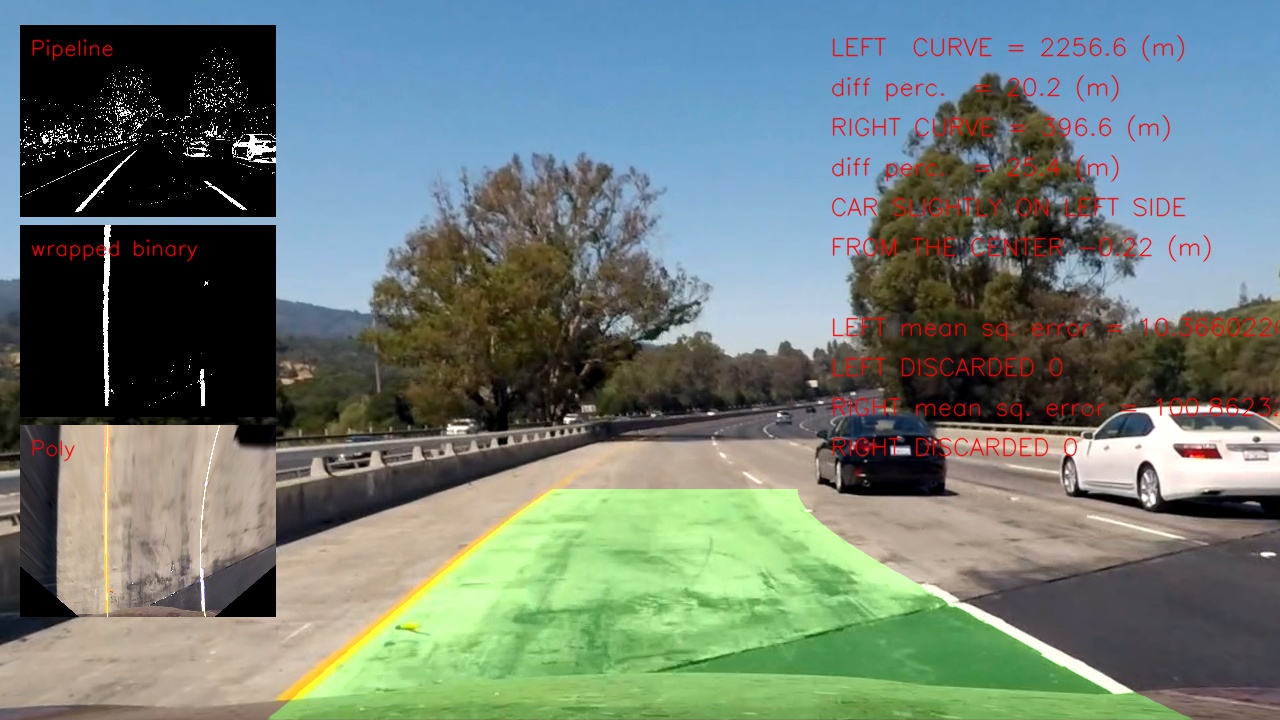 Pipeline
wrapped binary
Poly
LEFT CURVE = 2256.6 (m)
diff perc. = 20.2 (m)
RIGHT CURVE = 396.6 (m)
diff perc. = 25.4 (m)
CAR SLIGHTLY ON LEFT SIDE
FROM THE CENTER -0.22 (m)
LEFT mean sq. error = 10.366022
LEFT DISCARDED 0
RIGHT mean sq. error = 100.8623
RIGHT DISCARDED 0